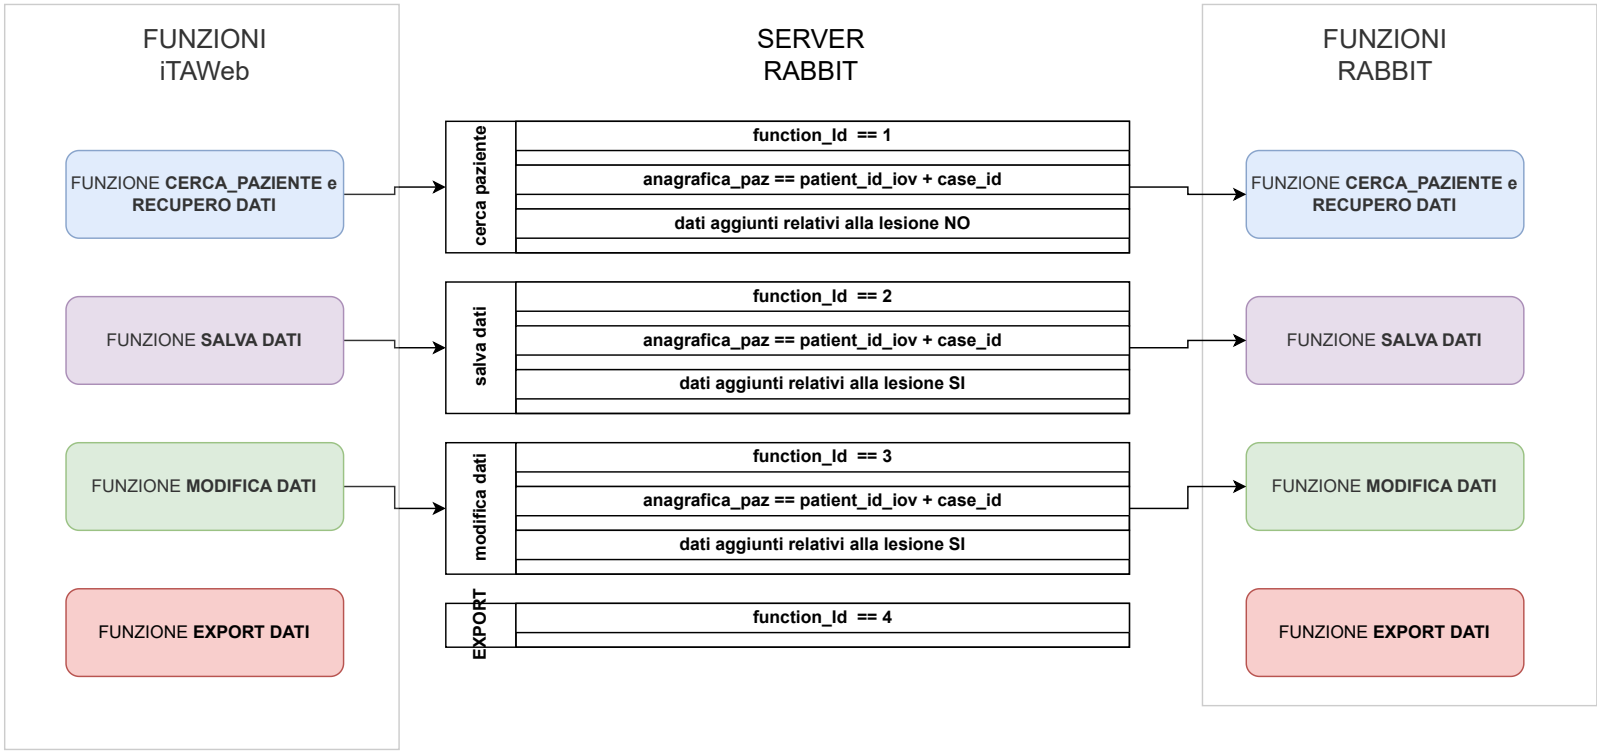 FUNZIONI
iTAWeb
FUNZIONE CERCA_PAZIENTE e
RECUPERO DATI
FUNZIONE SALVA DATI
FUNZIONE MODIFICA DATI
FUNZIONE EXPORT DATI
SERVER
RABBIT
cerca paziente
function_Id == 1
anagrafica_paz == patient_id_iov + case_id
dati aggiunti relativi alla lesione NO
salva dati
function_Id == 2
anagrafica_paz == patient_id_iov + case_id
dati aggiunti relativi alla lesione SI
modifica dati
function_Id == 3
anagrafica_paz == patient_id_iov + case_id
dati aggiunti relativi alla lesione SI
EXPORT
function_Id == 4
FUNZIONI
RABBIT
FUNZIONE CERCA_PAZIENTE e
RECUPERO DATI
FUNZIONE SALVA DATI
FUNZIONE MODIFICA DATI
FUNZIONE EXPORT DATI